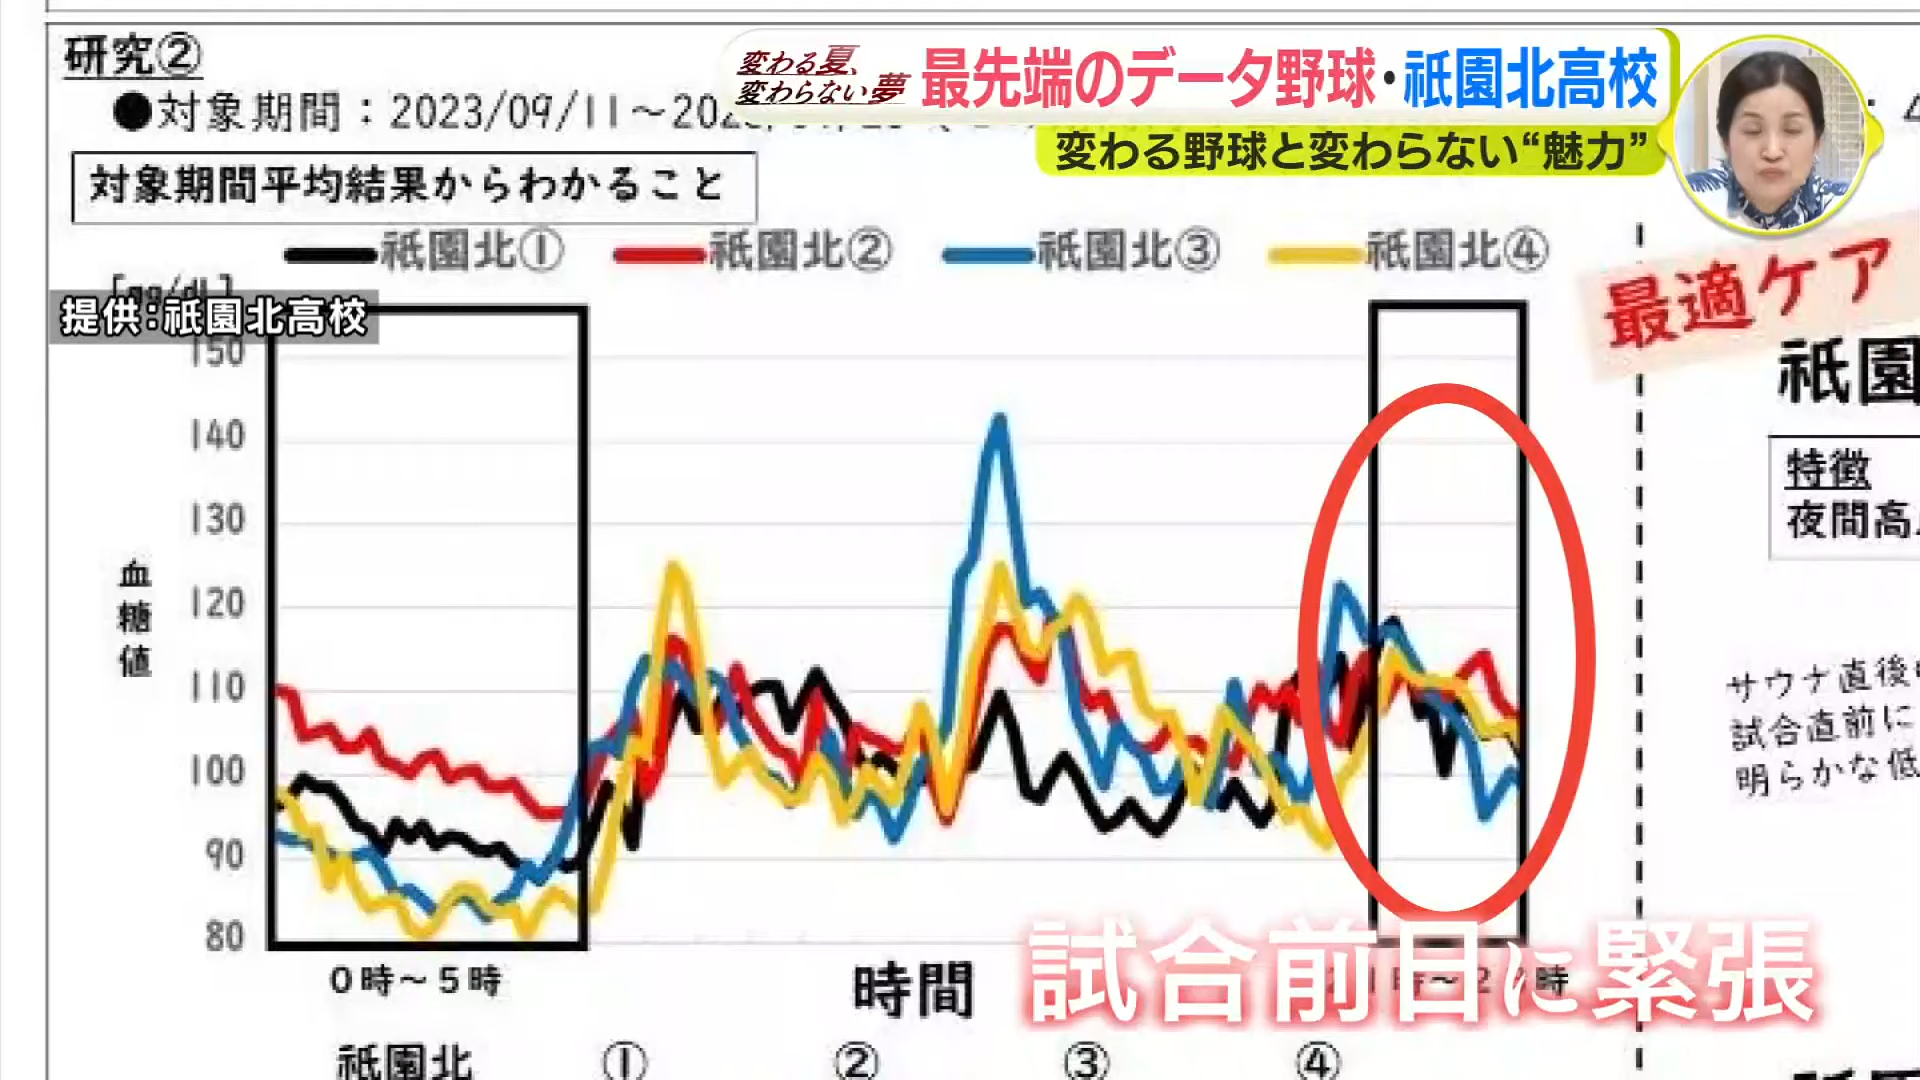 研究②
変わる夏、
変わらない夢
最先端のデータ野球・祇園北高校
●対象期間：2023/09/11～202
変わる野球と変わらない“魅力”
対象期間平均結果からわかること
祇園北① 祇園北② 祇園北③ 祇園北④
最適ケア
提供：祇園北高校
祇園
150
140
130
120
110
100
90
80
血糖値
特徴
夜間高
サウナ直後
試合直前に
明らかな低
0時～5時
時間
試合前日に緊張
祇園北 ① ② ③ ④